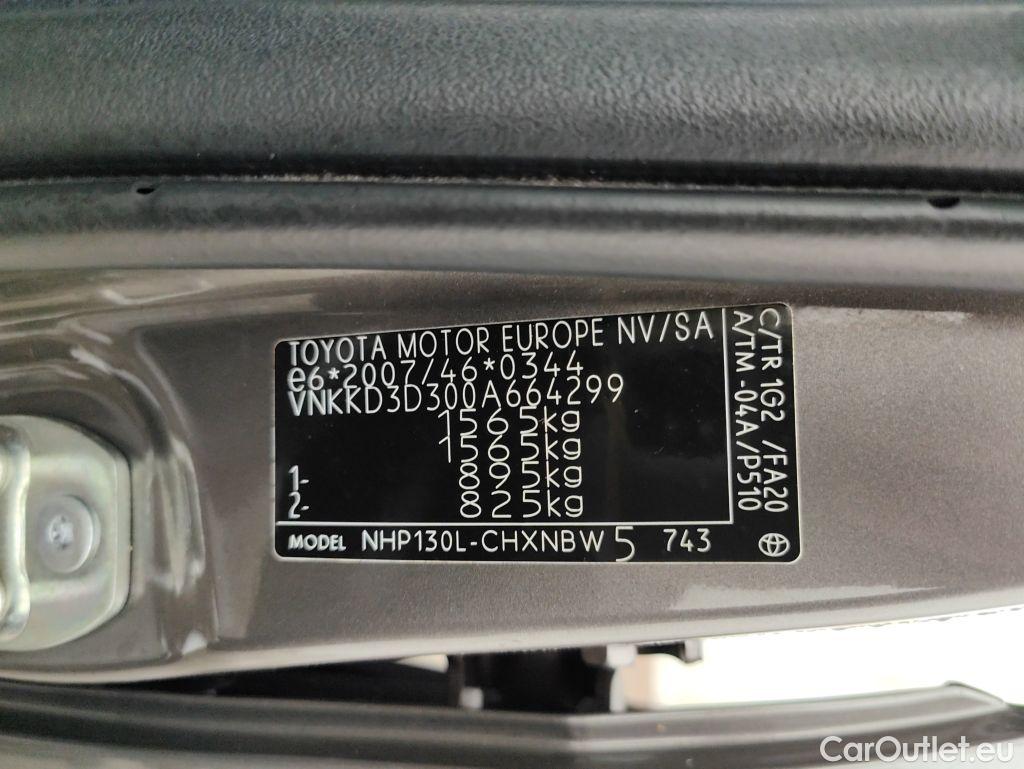 TOYOTA MOTOR EUROPE NV/SA
e6*2007/46*0344
VNKKD3D300A664299
1565kg
1565kg
1- 895kg
2- 825kg
MODEL NHP130L-CHXNBW 5 743
C/TR 1G2 /FA20
A/TM -04A/P510
CarOutlet.eu